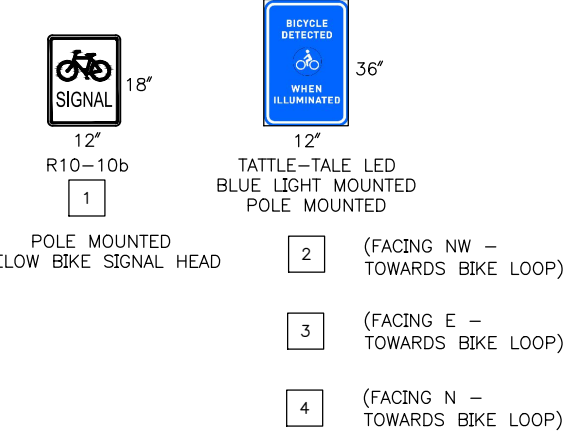 SIGNAL
18"
12"
R10-10b
1
POLE MOUNTED
BIKE SIGNAL HEAD
BICYCLE
DETECTED
WHEN
ILLUMINATED
36"
12"
TATTLE-TALE LED
BLUE LIGHT MOUNTED
POLE MOUNTED
2
(FACING NW -
TOWARDS BIKE LOOP)
3
(FACING E -
TOWARDS BIKE LOOP)
4
(FACING N -
TOWARDS BIKE LOOP)